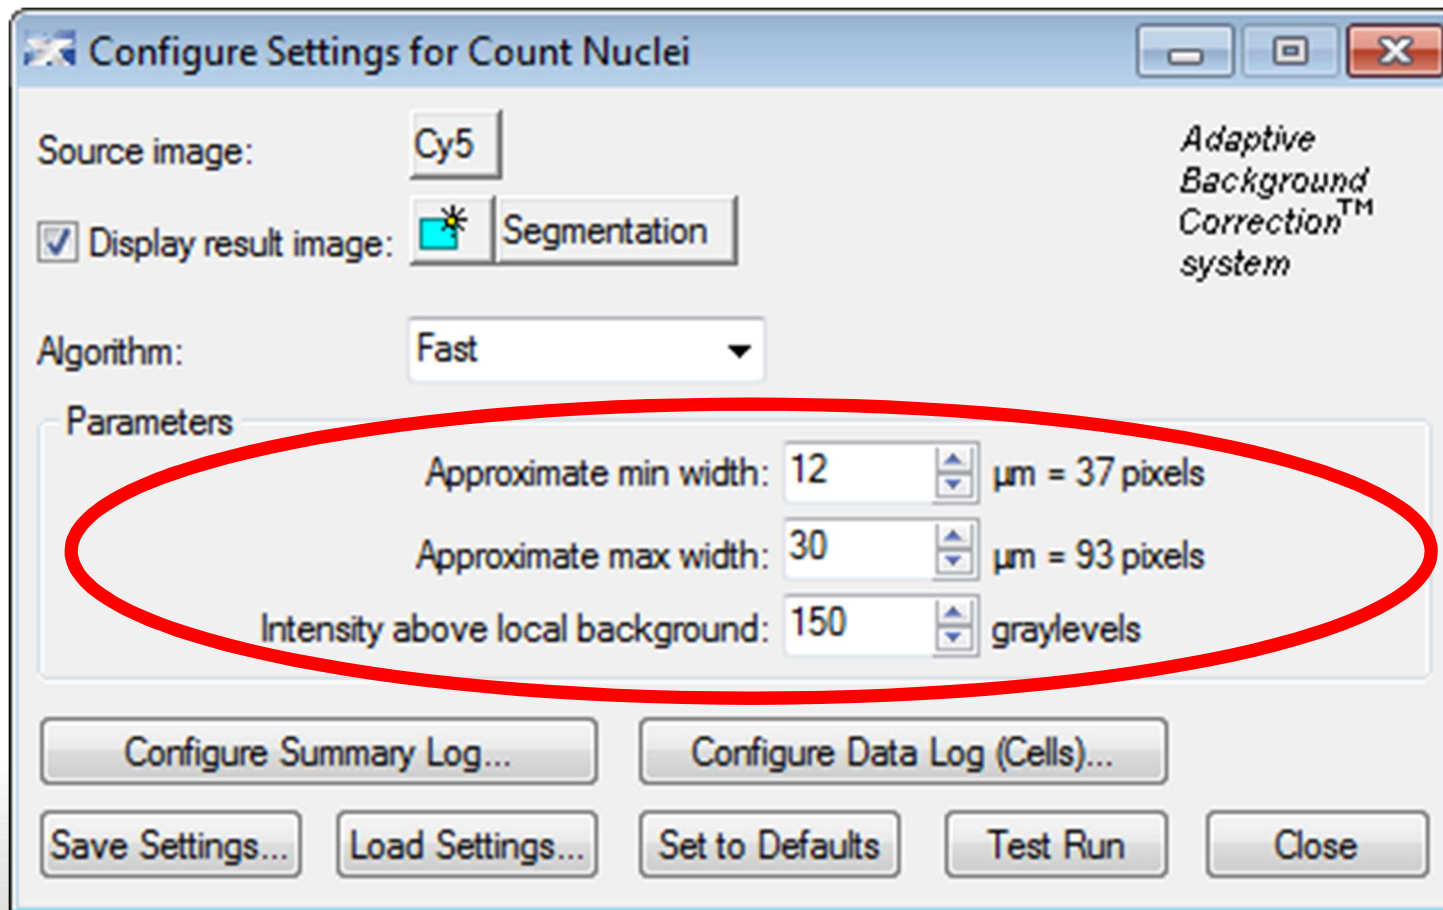 Configure Settings for Count Nuclei
Source image: Cy5
Adaptive
Background
Correction™
system
Display result image: Segmentation
Algorithm: Fast
Parameters
Approximate min width: 12 µm = 37 pixels
Approximate max width: 30 µm = 93 pixels
Intensity above local background: 150 graylevels
Configure Summary Log... Configure Data Log (Cells)...
Save Settings... Load Settings... Set to Defaults Test Run Close